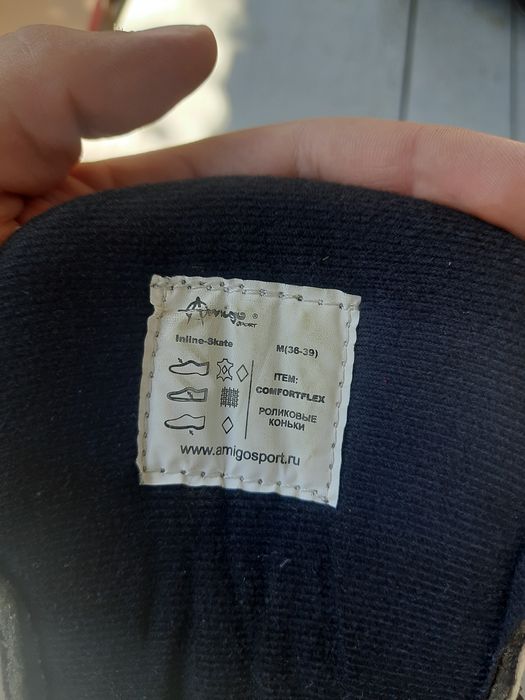 Amigo ®
SPORT
Inline-Skate
M(36-39)
ITEM:
COMFORTFLEX
РОЛИКОВЫЕ
КОНЬКИ
www.amigosport.ru